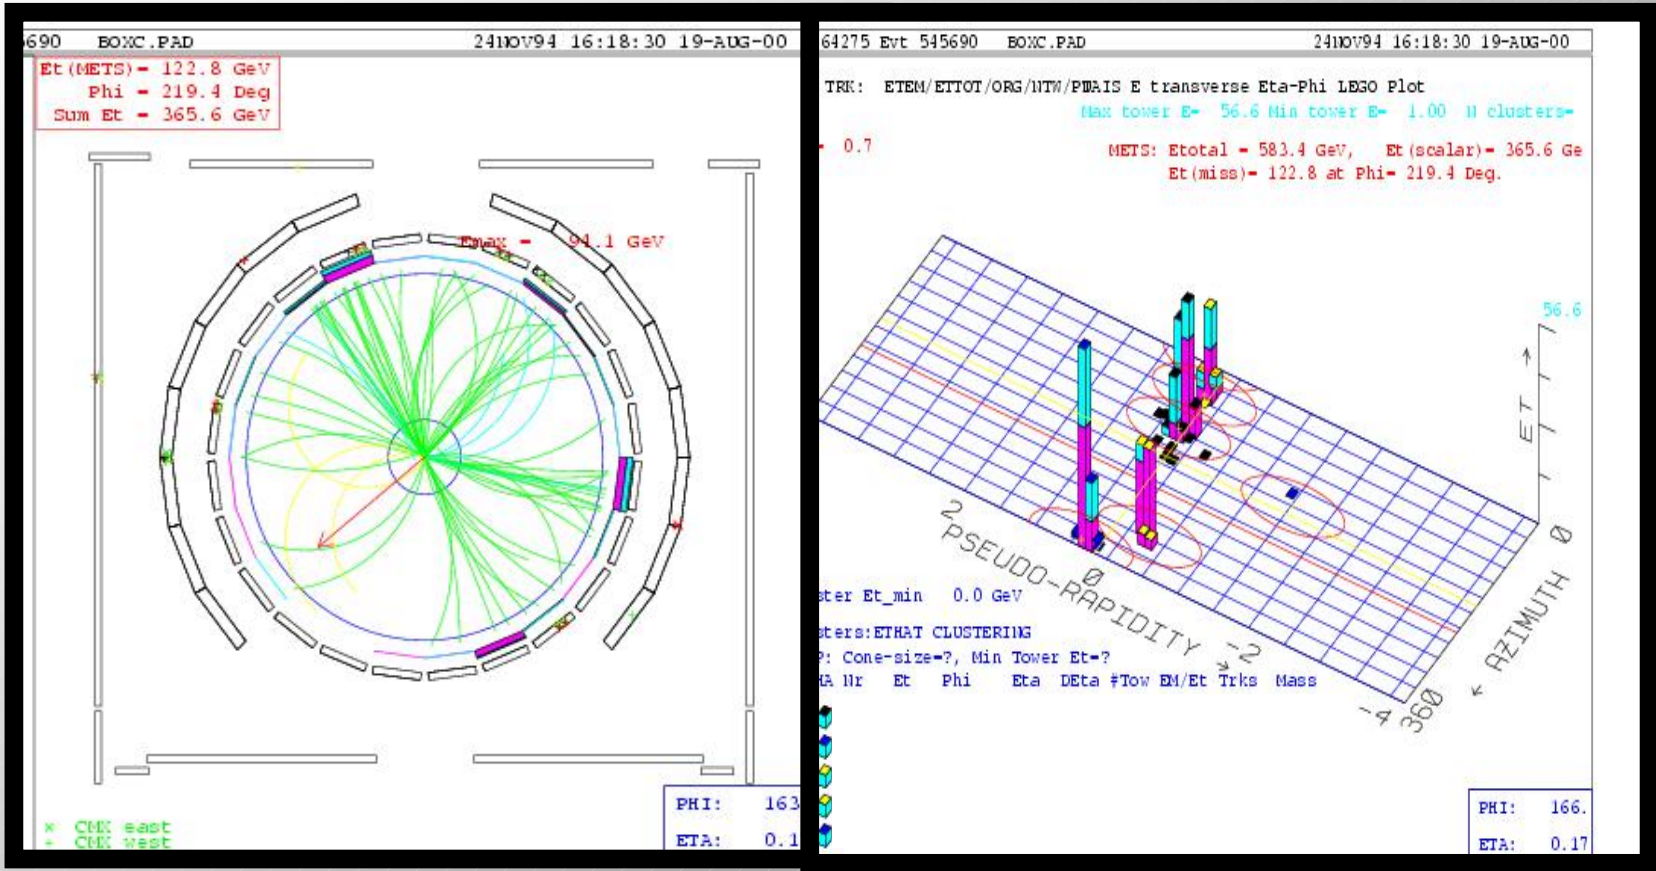 690 BOXC.PAD 24NOV94 16:18:30 19-AUG-00
Et(METS)= 122.8 GeV
Phi = 219.4 Deg
Sum Et = 365.6 GeV
Emax = 94.1 GeV
PHI: 163
ETA: 0.1
× CMX east
+ CMX west
64275 Evt 545690 BOXC.PAD 24NOV94 16:18:30 19-AUG-00
TRK: E transverse Eta-Phi LEGO Plot
Max tower E= 56.6 Min tower E= 1.00 N clusters=
= 0.7
METS: Etotal = 583.4 GeV, Et(scalar)= 365.6 Ge
Et(miss)= 122.8 at Phi= 219.4 Deg.
56.6
ET →
2
PSEUDO-RAPIDITY →
0
-2
-4
0
← AZIMUTH
360
ster Et_min 0.0 GeV
sters:ETHAT CLUSTERING
P: Cone-size=?, Min Tower Et=?
HA Nr Et Phi Eta DEta #Tow EM/Et Trks Mass
PHI: 166.
ETA: 0.17